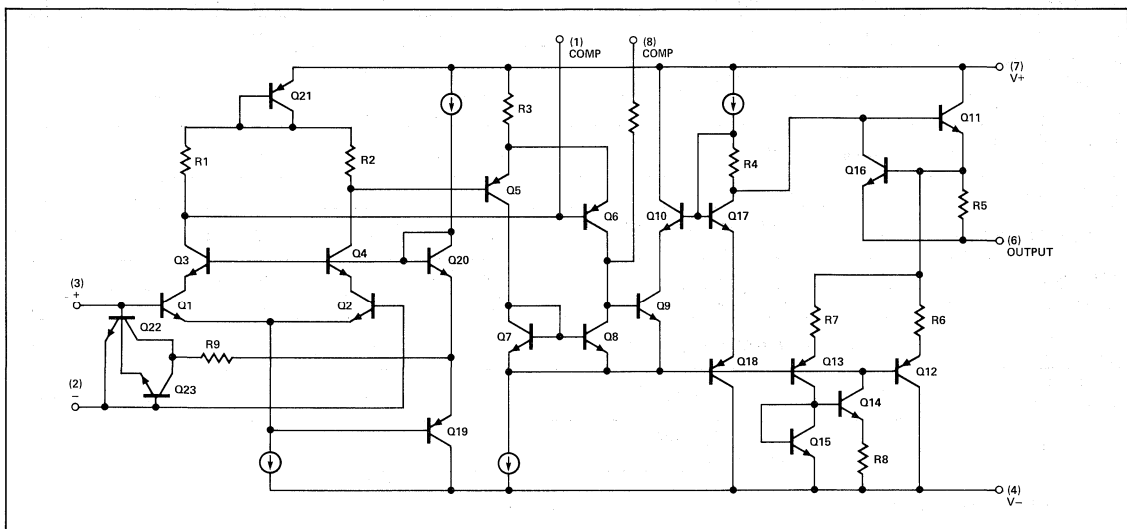 (1)
COMP
(8)
COMP
(7)
V+
Q21
R3
Q11
R1
R2
R4
Q16
Q5
R5
Q6
Q10
Q17
(6)
OUTPUT
Q3
Q4
Q20
(3)
+
Q1
Q2
Q9
R7
R6
Q22
Q7
Q8
R9
Q18
Q13
Q12
Q23
(2)
−
Q14
Q19
Q15
R8
(4)
V−